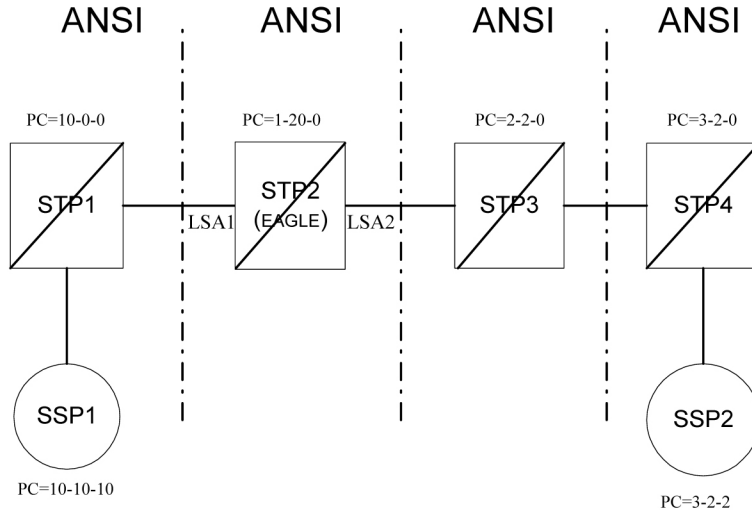 ANSI ANSI ANSI ANSI
PC=10-0-0 PC=1-20-0 PC=2-2-0 PC=3-2-0
STP1 STP2 STP3 STP4
(EAGLE)
LSA1 LSA2
SSP1 SSP2
PC=10-10-10
PC=3-2-2